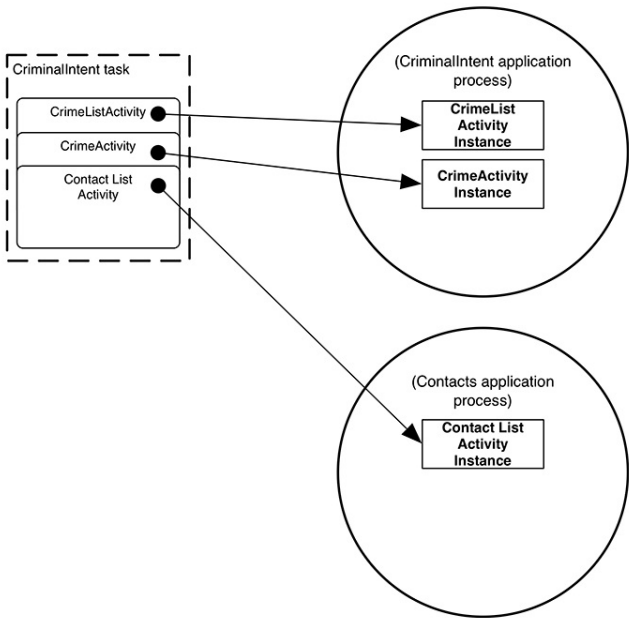 CriminalIntent task
CrimeListActivity
CrimeActivity
Contact List
Activity
(CriminalIntent application
process)
CrimeList
Activity
Instance
CrimeActivity
Instance
(Contacts application
process)
Contact List
Activity
Instance